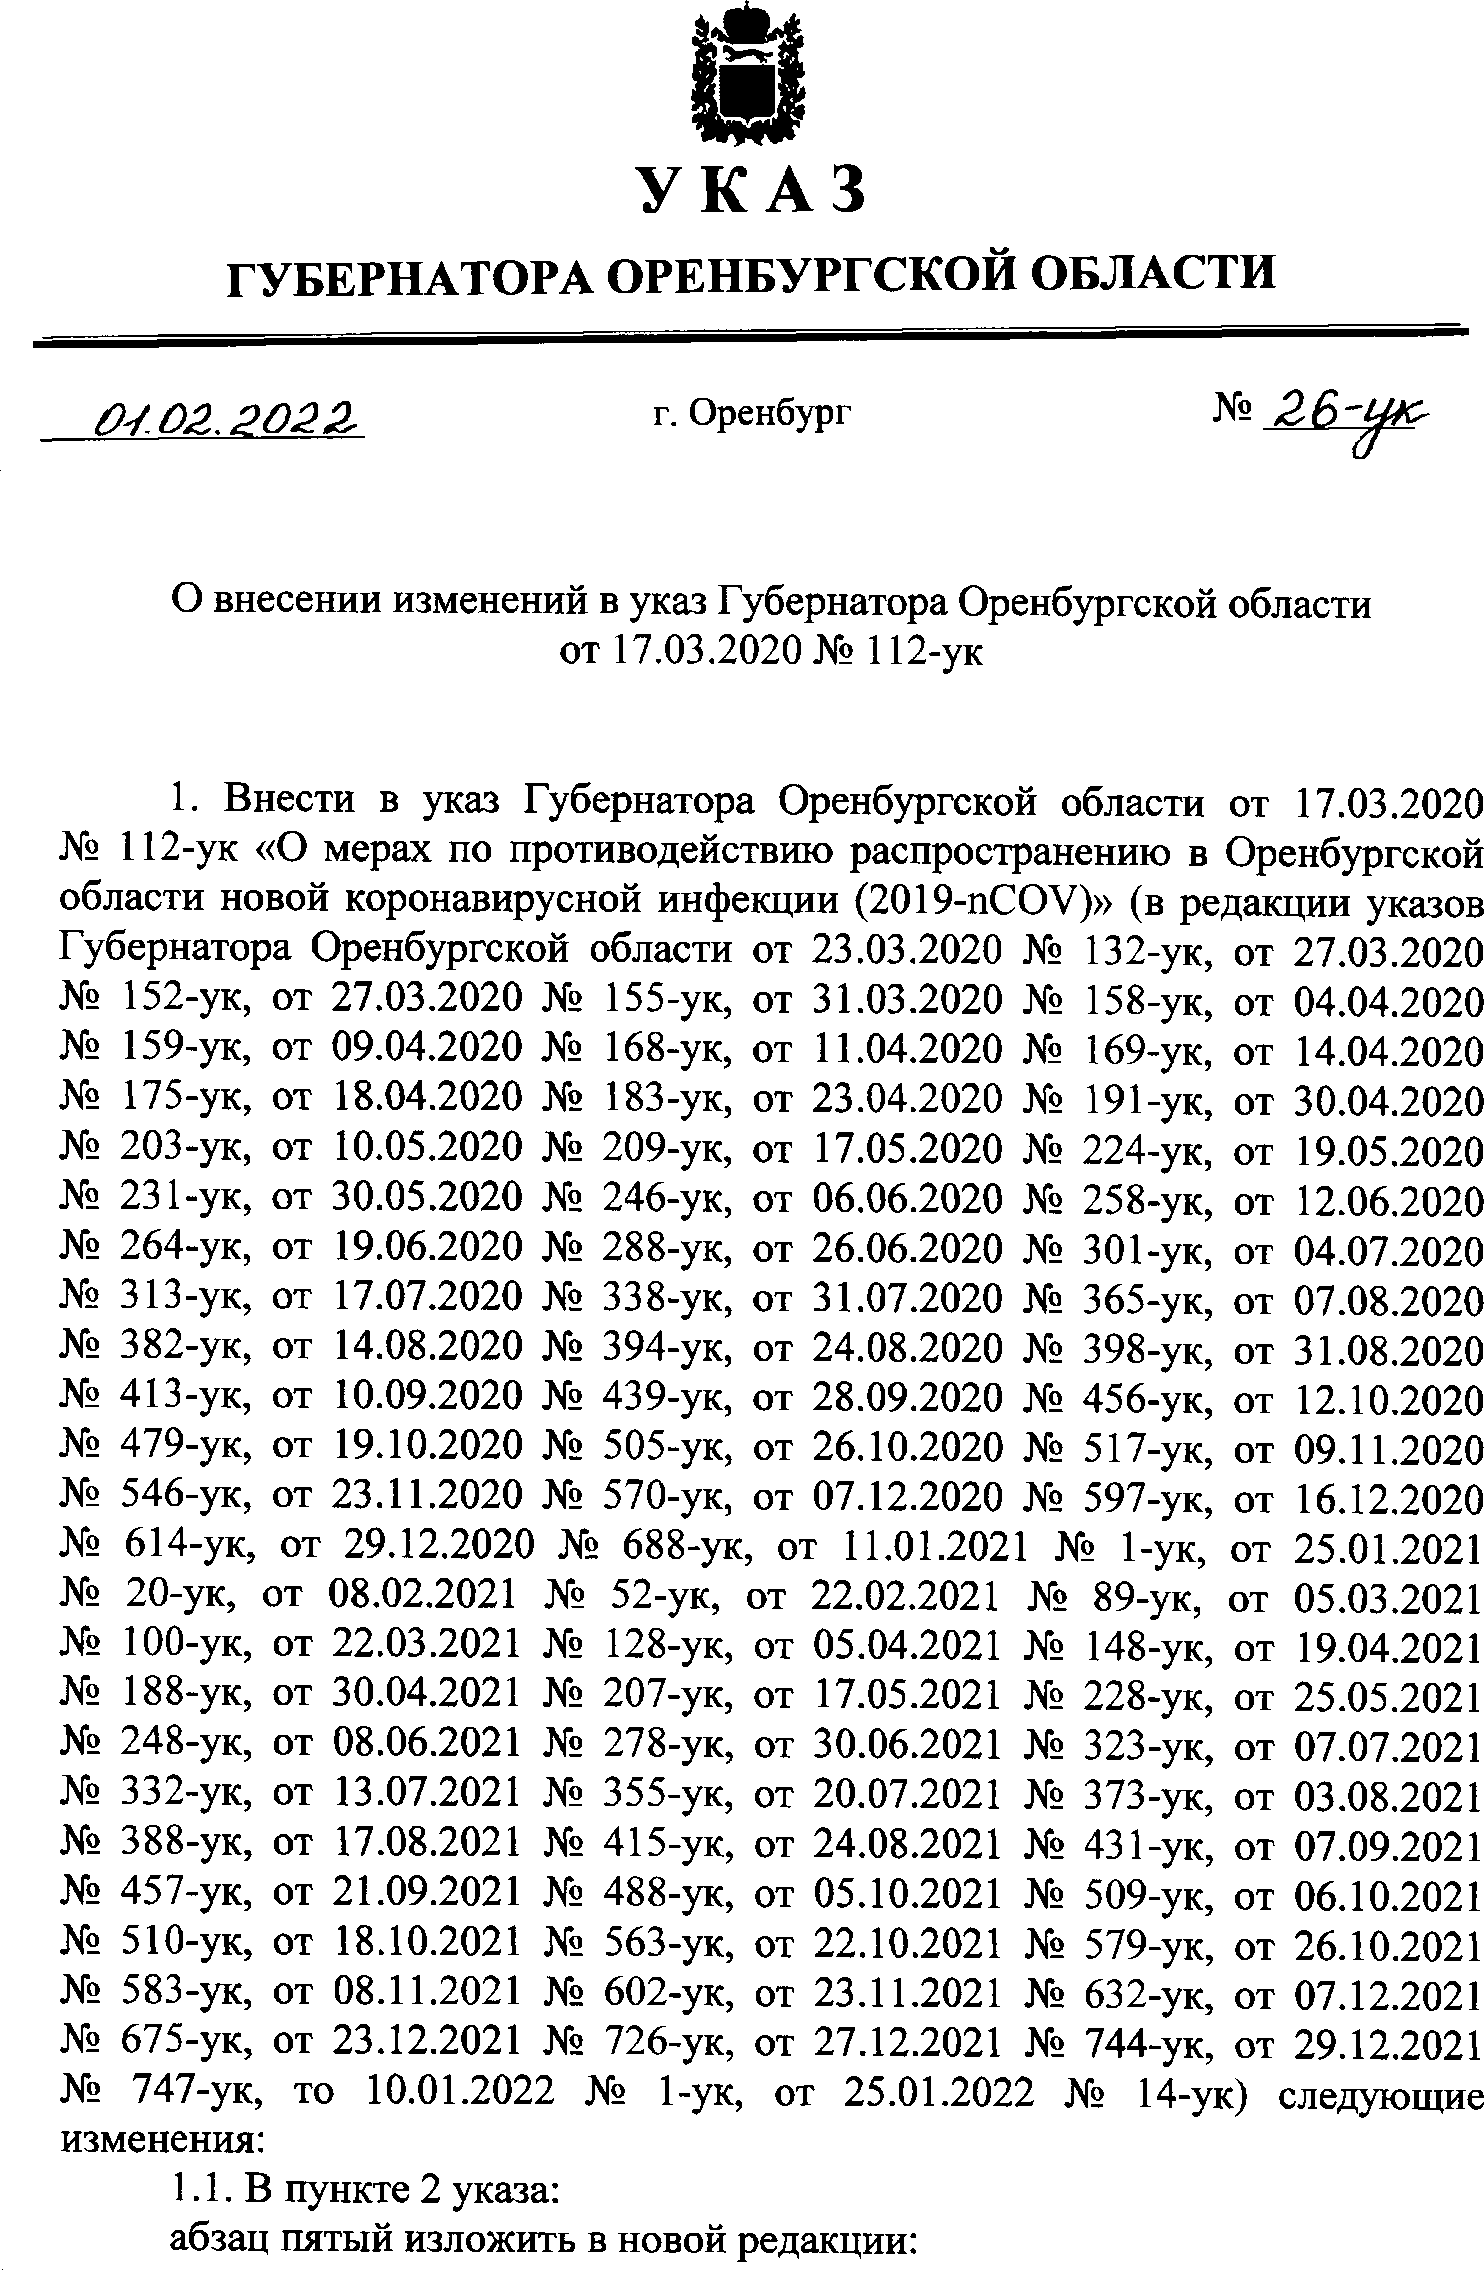 УКАЗ
ГУБЕРНАТОРА ОРЕНБУРГСКОЙ ОБЛАСТИ
01.02.2022 г. Оренбург № 26-ук
О внесении изменений в указ Губернатора Оренбургской области
от 17.03.2020 № 112-ук
1. Внести в указ Губернатора Оренбургской области от 17.03.2020
№ 112-ук «О мерах по противодействию распространению в Оренбургской
области новой коронавирусной инфекции (2019-nCOV)» (в редакции указов
Губернатора Оренбургской области от 23.03.2020 № 132-ук, от 27.03.2020
№ 152-ук, от 27.03.2020 № 155-ук, от 31.03.2020 № 158-ук, от 04.04.2020
№ 159-ук, от 09.04.2020 № 168-ук, от 11.04.2020 № 169-ук, от 14.04.2020
№ 175-ук, от 18.04.2020 № 183-ук, от 23.04.2020 № 191-ук, от 30.04.2020
№ 203-ук, от 10.05.2020 № 209-ук, от 17.05.2020 № 224-ук, от 19.05.2020
№ 231-ук, от 30.05.2020 № 246-ук, от 06.06.2020 № 258-ук, от 12.06.2020
№ 264-ук, от 19.06.2020 № 288-ук, от 26.06.2020 № 301-ук, от 04.07.2020
№ 313-ук, от 17.07.2020 № 338-ук, от 31.07.2020 № 365-ук, от 07.08.2020
№ 382-ук, от 14.08.2020 № 394-ук, от 24.08.2020 № 398-ук, от 31.08.2020
№ 413-ук, от 10.09.2020 № 439-ук, от 28.09.2020 № 456-ук, от 12.10.2020
№ 479-ук, от 19.10.2020 № 505-ук, от 26.10.2020 № 517-ук, от 09.11.2020
№ 546-ук, от 23.11.2020 № 570-ук, от 07.12.2020 № 597-ук, от 16.12.2020
№ 614-ук, от 29.12.2020 № 688-ук, от 11.01.2021 № 1-ук, от 25.01.2021
№ 20-ук, от 08.02.2021 № 52-ук, от 22.02.2021 № 89-ук, от 05.03.2021
№ 100-ук, от 22.03.2021 № 128-ук, от 05.04.2021 № 148-ук, от 19.04.2021
№ 188-ук, от 30.04.2021 № 207-ук, от 17.05.2021 № 228-ук, от 25.05.2021
№ 248-ук, от 08.06.2021 № 278-ук, от 30.06.2021 № 323-ук, от 07.07.2021
№ 332-ук, от 13.07.2021 № 355-ук, от 20.07.2021 № 373-ук, от 03.08.2021
№ 388-ук, от 17.08.2021 № 415-ук, от 24.08.2021 № 431-ук, от 07.09.2021
№ 457-ук, от 21.09.2021 № 488-ук, от 05.10.2021 № 509-ук, от 06.10.2021
№ 510-ук, от 18.10.2021 № 563-ук, от 22.10.2021 № 579-ук, от 26.10.2021
№ 583-ук, от 08.11.2021 № 602-ук, от 23.11.2021 № 632-ук, от 07.12.2021
№ 675-ук, от 23.12.2021 № 726-ук, от 27.12.2021 № 744-ук, от 29.12.2021
№ 747-ук, то 10.01.2022 № 1-ук, от 25.01.2022 № 14-ук) следующие
изменения:
1.1. В пункте 2 указа:
абзац пятый изложить в новой редакции: